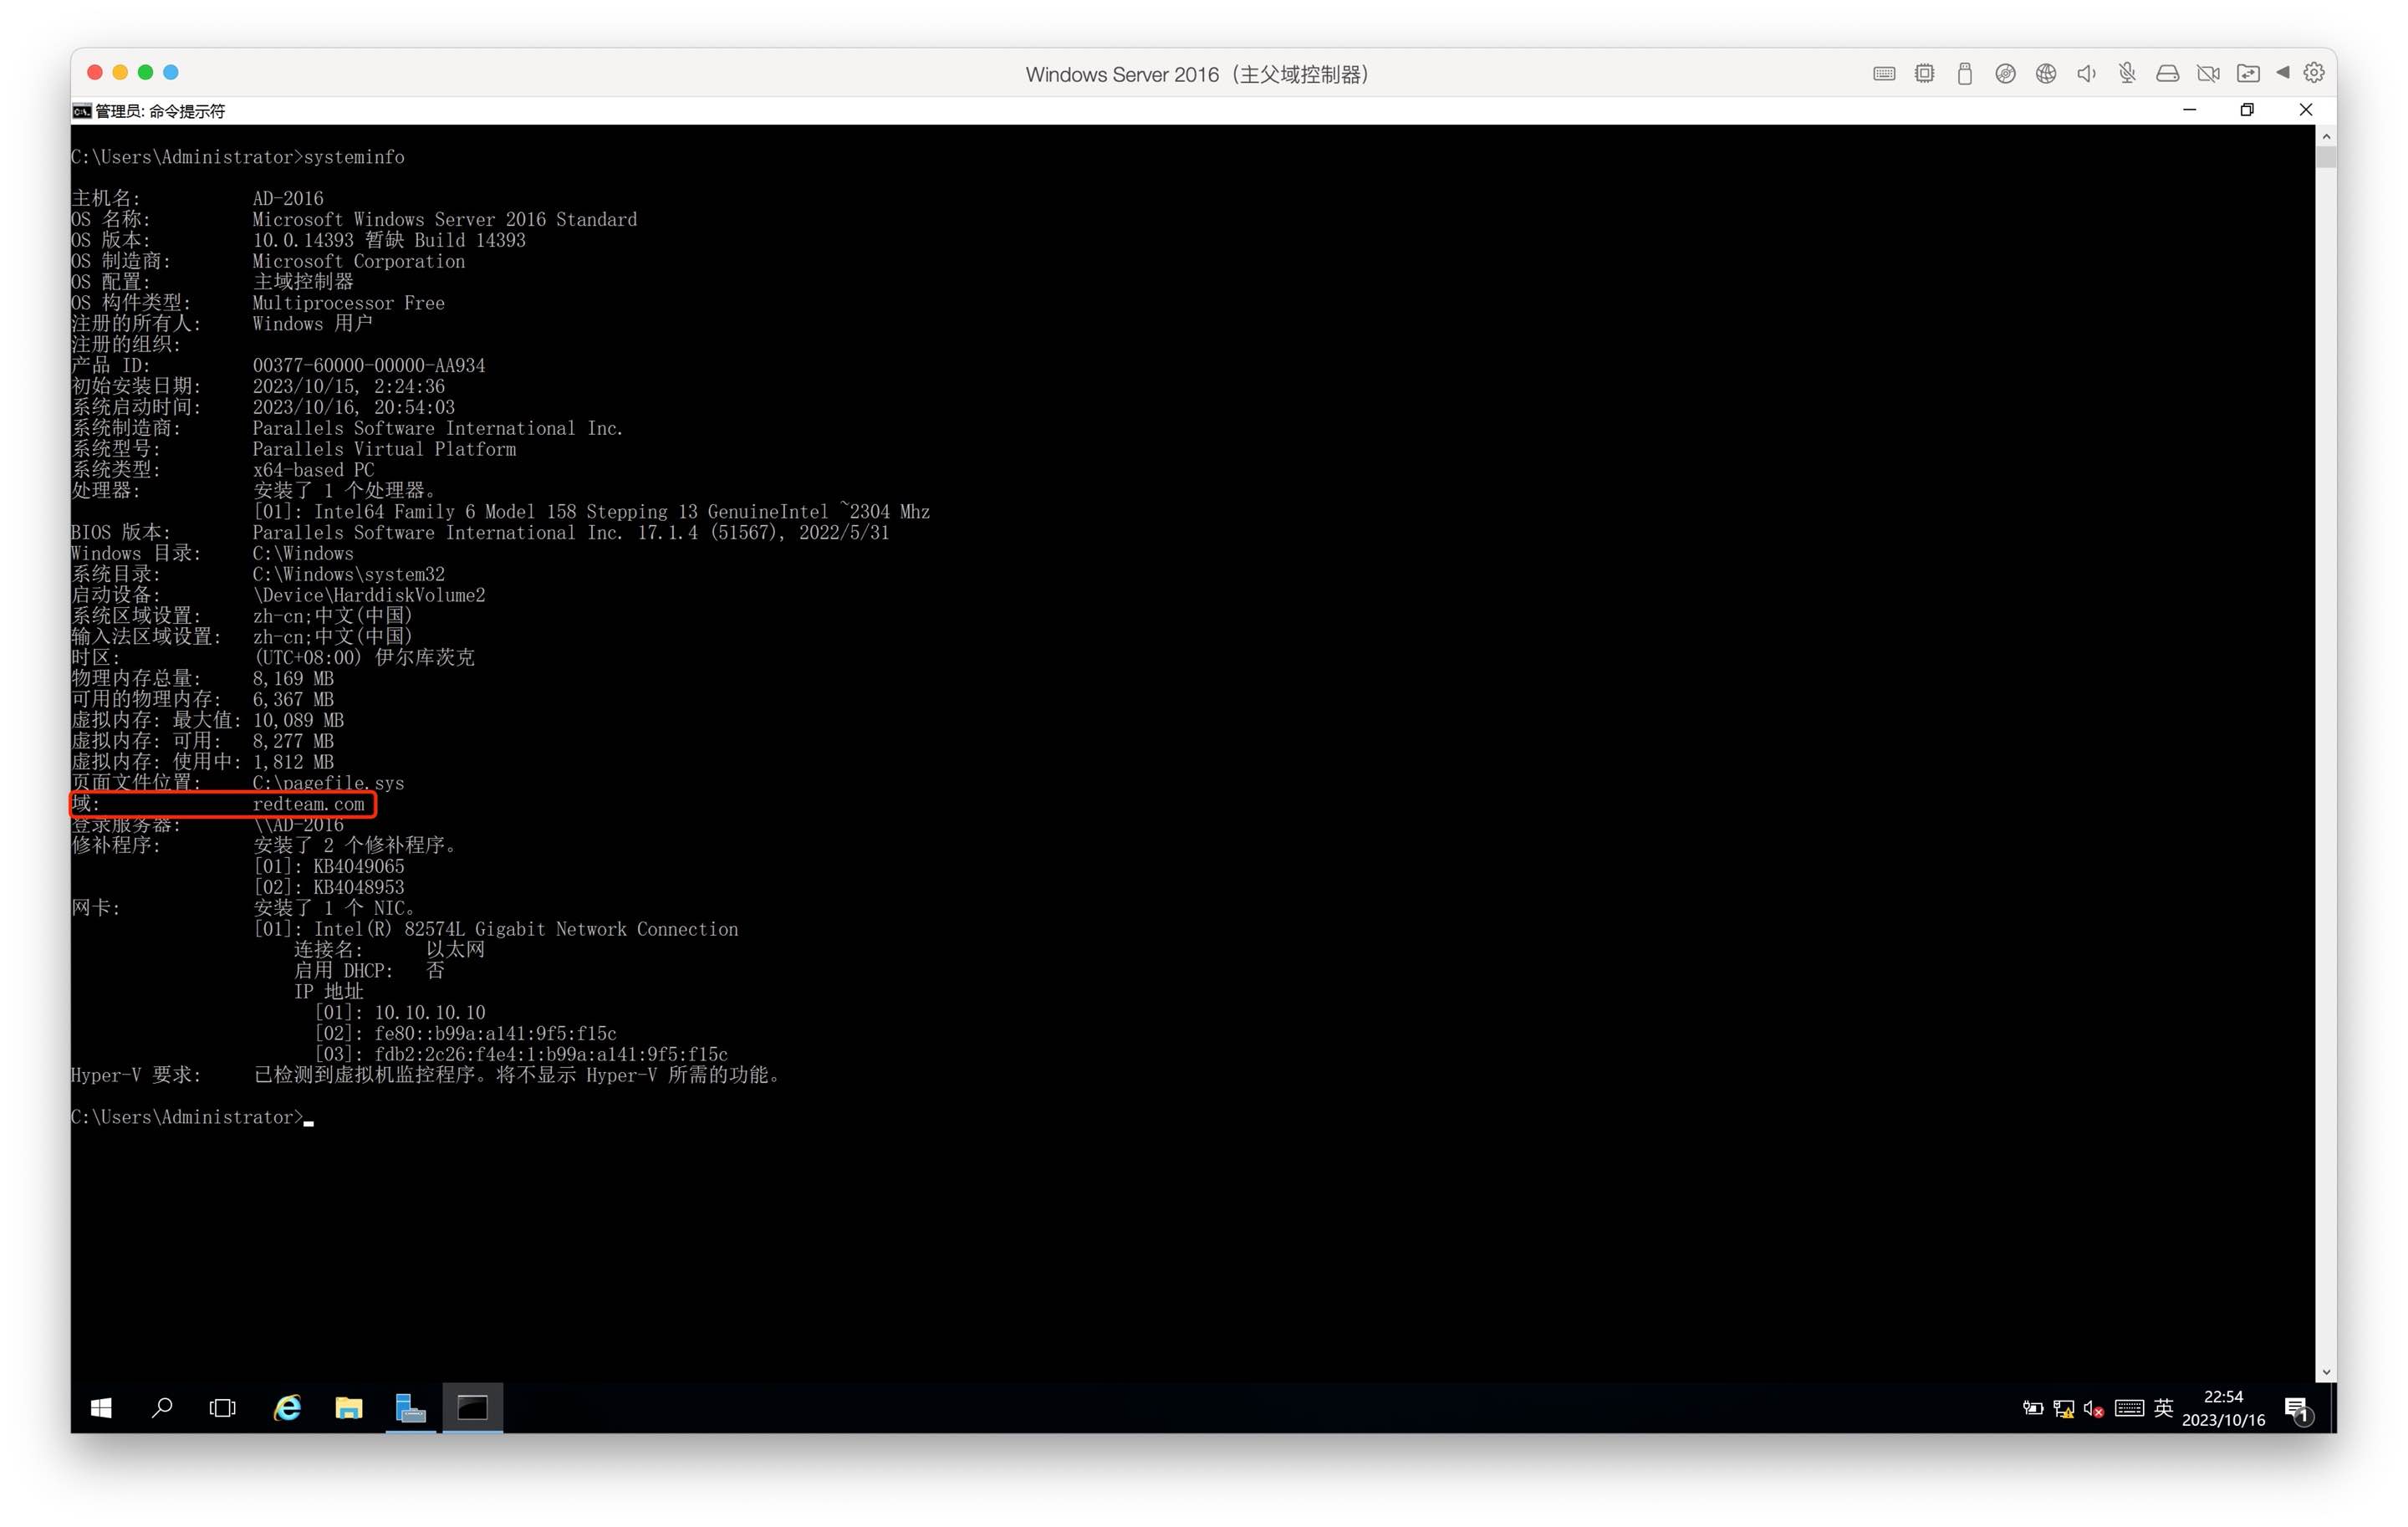 Windows Server 2016（主父域控制器）
管理员: 命令提示符
C:\Users\Administrator>systeminfo
主机名: AD-2016
OS 名称: Microsoft Windows Server 2016 Standard
OS 版本: 10.0.14393 暂缺 Build 14393
OS 制造商: Microsoft Corporation
OS 配置: 主域控制器
OS 构件类型: Multiprocessor Free
注册的所有人: Windows 用户
注册的组织:
产品 ID: 00377-60000-00000-AA934
初始安装日期: 2023/10/15, 2:24:36
系统启动时间: 2023/10/16, 20:54:03
系统制造商: Parallels Software International Inc.
系统型号: Parallels Virtual Platform
系统类型: x64-based PC
处理器: 安装了 1 个处理器。
[01]: Intel64 Family 6 Model 158 Stepping 13 GenuineIntel ~2304 Mhz
BIOS 版本: Parallels Software International Inc. 17.1.4 (51567), 2022/5/31
Windows 目录: C:\Windows
系统目录: C:\Windows\system32
启动设备: \Device\HarddiskVolume2
系统区域设置: zh-cn;中文(中国)
输入法区域设置: zh-cn;中文(中国)
时区: (UTC+08:00) 伊尔库茨克
物理内存总量: 8,169 MB
可用的物理内存: 6,367 MB
虚拟内存: 最大值: 10,089 MB
虚拟内存: 可用: 8,277 MB
虚拟内存: 使用中: 1,812 MB
页面文件位置: C:\pagefile.sys
域: redteam.com
登录服务器: \\AD-2016
修补程序: 安装了 2 个修补程序。
[01]: KB4049065
[02]: KB4048953
网卡: 安装了 1 个 NIC。
[01]: Intel(R) 82574L Gigabit Network Connection
连接名: 以太网
启用 DHCP: 否
IP 地址
[01]: 10.10.10.10
[02]: fe80::b99a:a141:9f5:f15c
[03]: fdb2:2c26:f4e4:1:b99a:a141:9f5:f15c
Hyper-V 要求: 已检测到虚拟机监控程序。将不显示 Hyper-V 所需的功能。
C:\Users\Administrator>
英
22:54
2023/10/16
1